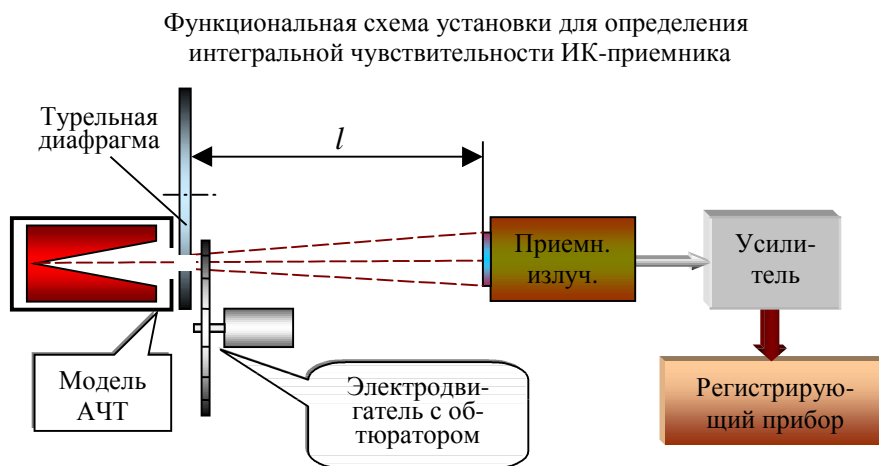 Функциональная схема установки для определения
интегральной чувствительности ИК-приемника
Турельная
диафрагма
l
Приемн.
излуч.
Усили-
тель
Модель
АЧТ
Электродви-
гатель с об-
тюратором
Регистрирую-
щий прибор